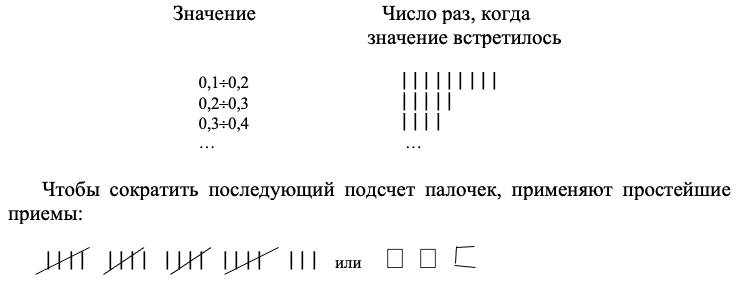 Значение Число раз, когда
значение встретилось
0,1÷0,2 | | | | | | | | |
0,2÷0,3 | | | | |
0,3÷0,4 | | | |
... ...
Чтобы сократить последующий подсчет палочек, применяют простейшие
приемы:
или